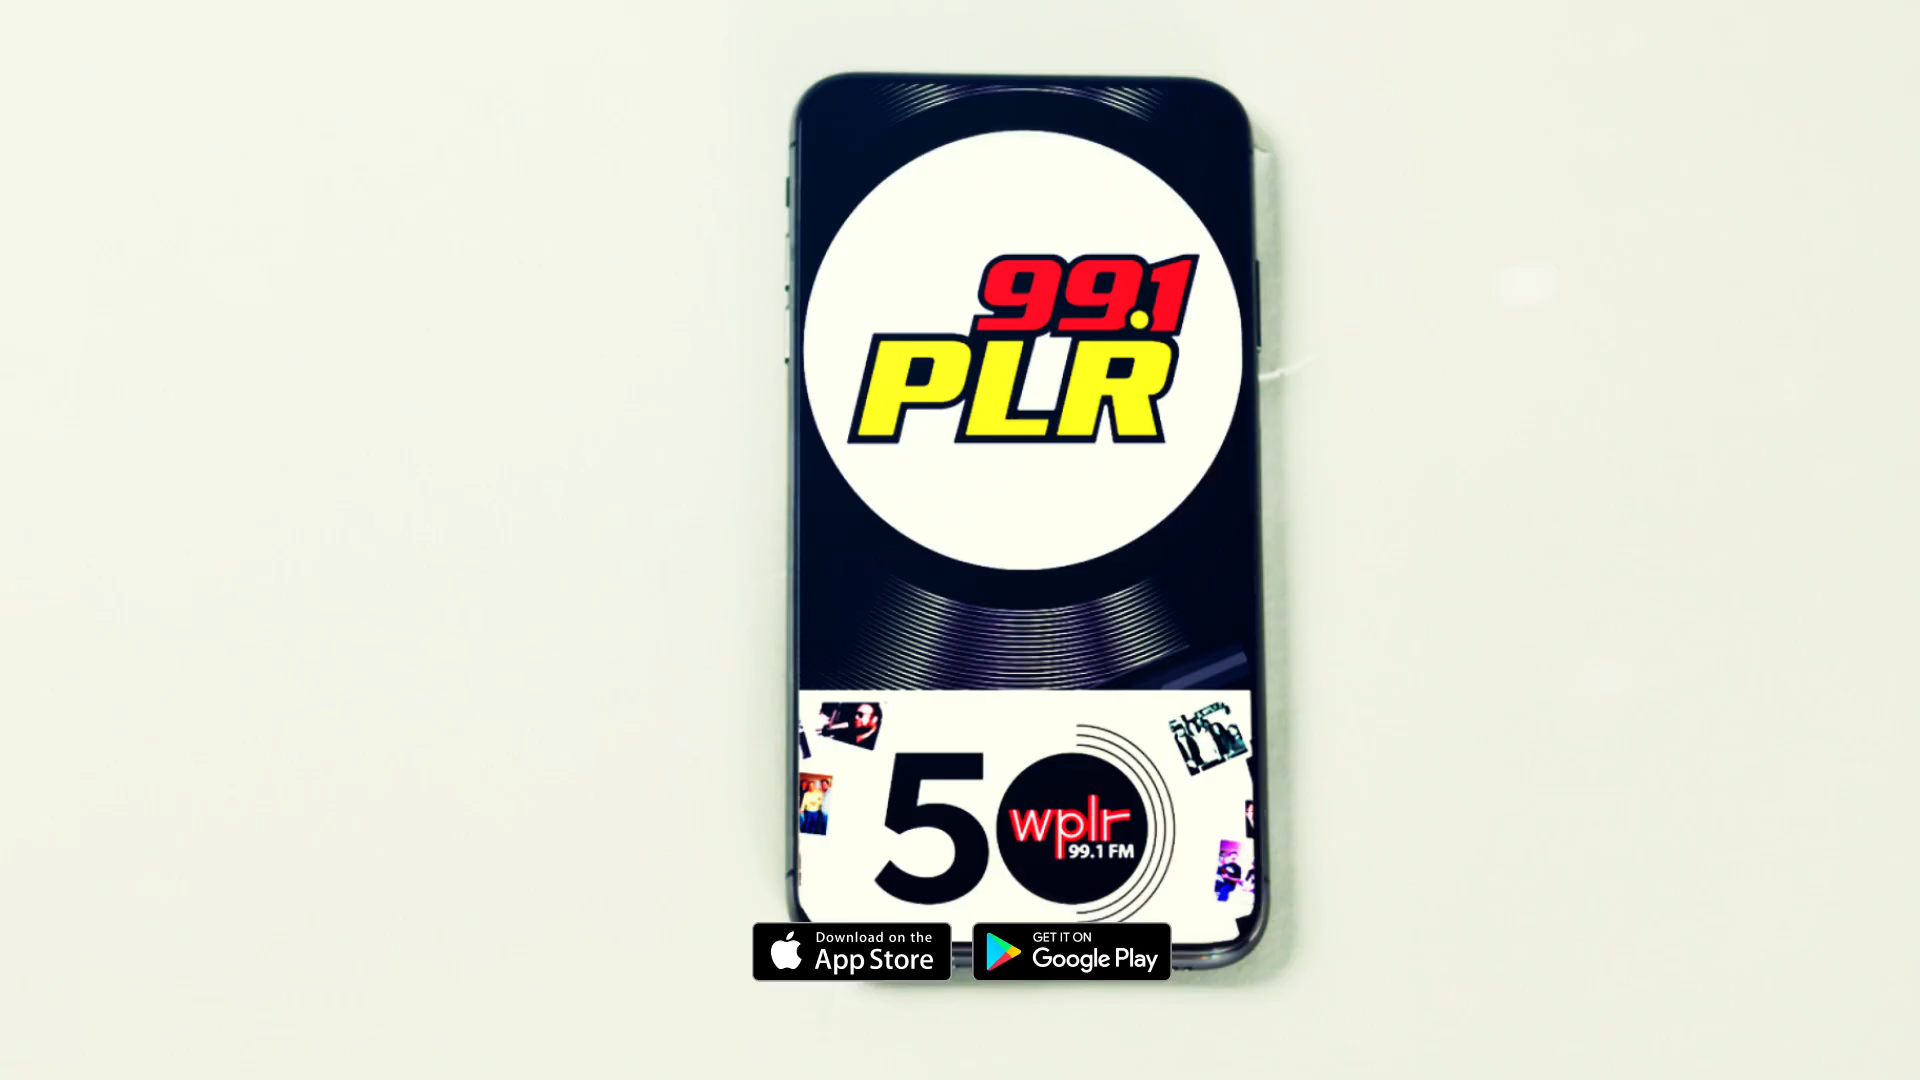 99.1
PLR
50
wplr
99.1 FM
Download on the
App Store
GET IT ON
Google Play